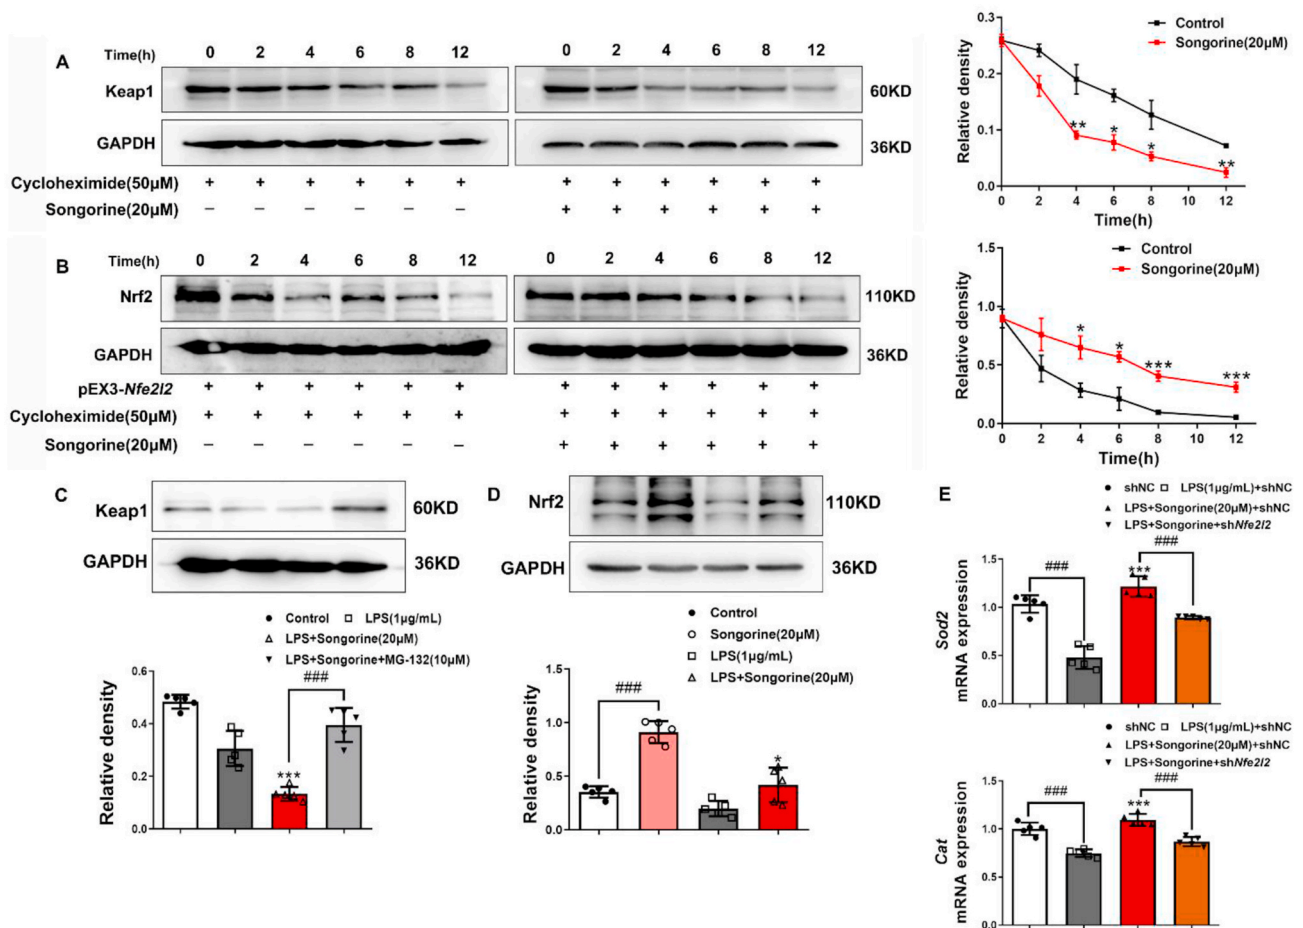 A
Time(h) 0 2 4 6 8 12 0 2 4 6 8 12
Keap1 60KD
GAPDH 36KD
Cycloheximide(50μM) + + + + + + + + + + + +
Songorine(20μM) − − − − − − + + + + + +
Relative density
0.3
0.2
0.1
0.0
Control
Songorine(20μM)
** * * **
0 2 4 6 8 10 12
Time(h)
B
Time(h) 0 2 4 6 8 12 0 2 4 6 8 12
Nrf2 110KD
GAPDH 36KD
pEX3-Nfe2l2 + + + + + + + + + + + +
Cycloheximide(50μM) + + + + + + + + + + + +
Songorine(20μM) − − − − − − + + + + + +
Relative density
1.5
1.0
0.5
0.0
Control
Songorine(20μM)
* * *** ***
0 2 4 6 8 10 12
Time(h)
C
Keap1 60KD
GAPDH 36KD
Control LPS(1μg/mL)
LPS+Songorine(20μM)
LPS+Songorine+MG-132(10μM)
Relative density
0.6
0.4
0.2
0.0
***
###
D
Nrf2 110KD
GAPDH 36KD
Control
Songorine(20μM)
LPS(1μg/mL)
LPS+Songorine(20μM)
Relative density
1.5
1.0
0.5
0.0
###
*
E
shNC LPS(1μg/mL)+shNC
LPS+Songorine(20μM)+shNC
LPS+Songorine+shNfe2l2
Sod2
mRNA expression
1.5
1.0
0.5
0.0
### *** ###
shNC LPS(1μg/mL)+shNC
LPS+Songorine(20μM)+shNC
LPS+Songorine+shNfe2l2
Cat
mRNA expression
1.5
1.0
0.5
0.0
### *** ###